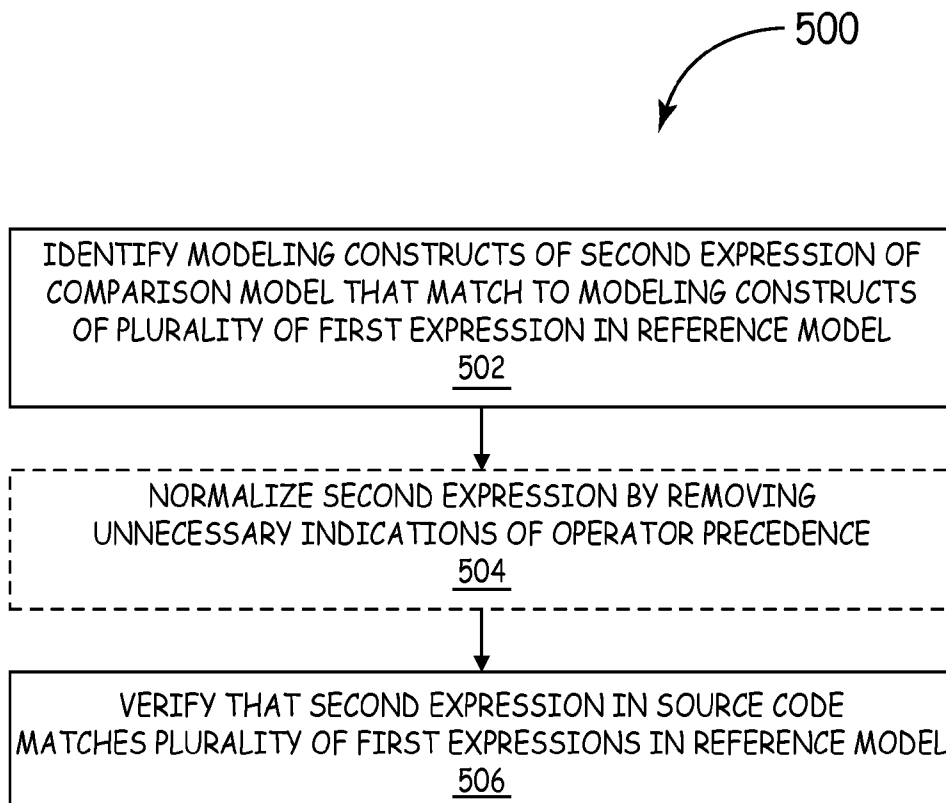 500
IDENTIFY MODELING CONSTRUCTS OF SECOND EXPRESSION OF
COMPARISON MODEL THAT MATCH TO MODELING CONSTRUCTS
OF PLURALITY OF FIRST EXPRESSION IN REFERENCE MODEL
502
NORMALIZE SECOND EXPRESSION BY REMOVING
UNNECESSARY INDICATIONS OF OPERATOR PRECEDENCE
504
VERIFY THAT SECOND EXPRESSION IN SOURCE CODE
MATCHES PLURALITY OF FIRST EXPRESSIONS IN REFERENCE MODEL
506